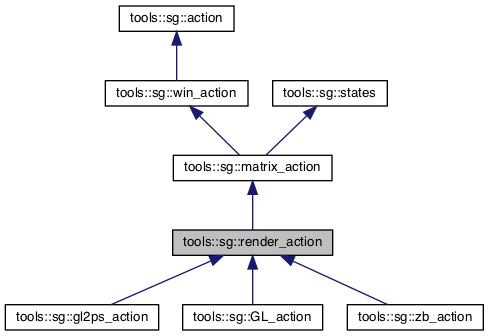 tools::sg::action
tools::sg::win_action
tools::sg::states
tools::sg::matrix_action
tools::sg::render_action
tools::sg::gl2ps_action
tools::sg::GL_action
tools::sg::zb_action